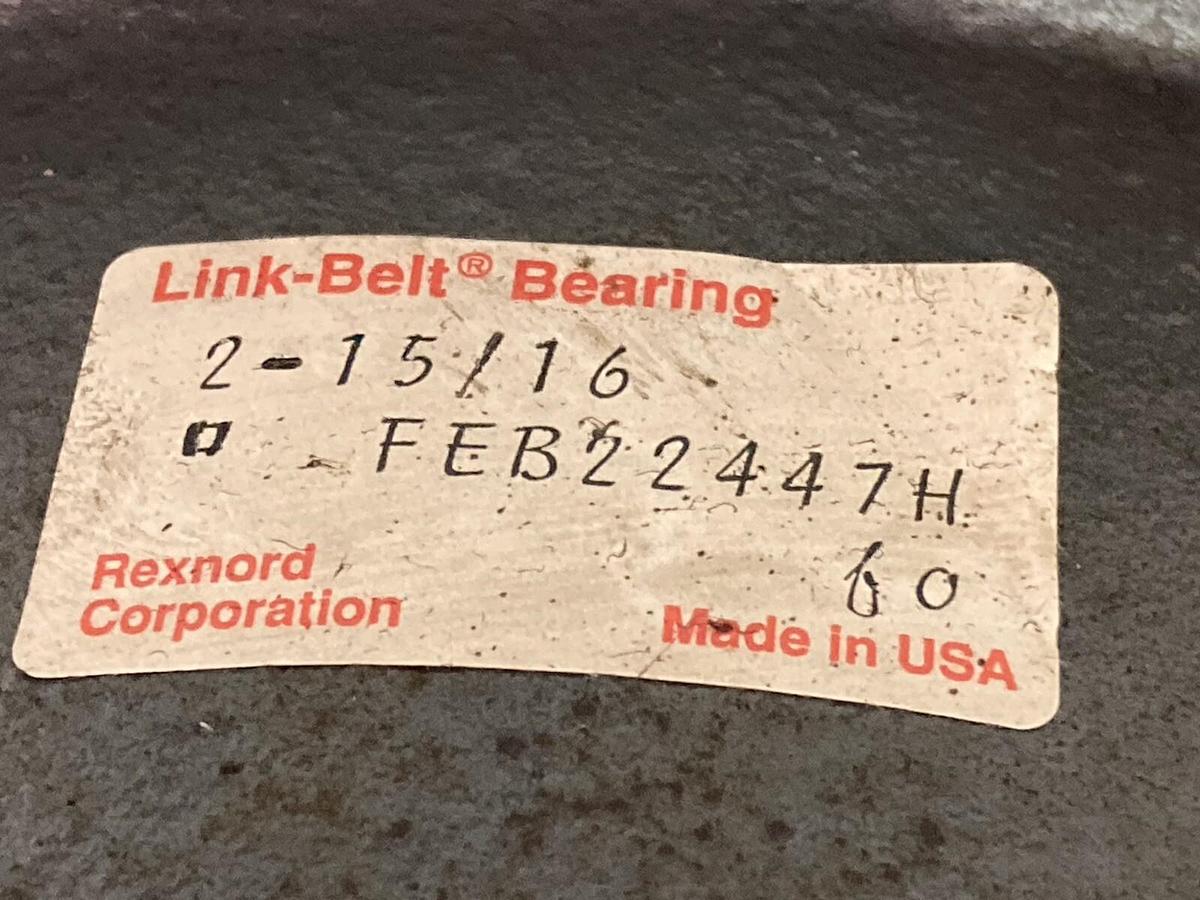 Link-Belt® Bearing
2-15/16
FEB22447H
60
Rexnord
Corporation
Made in USA